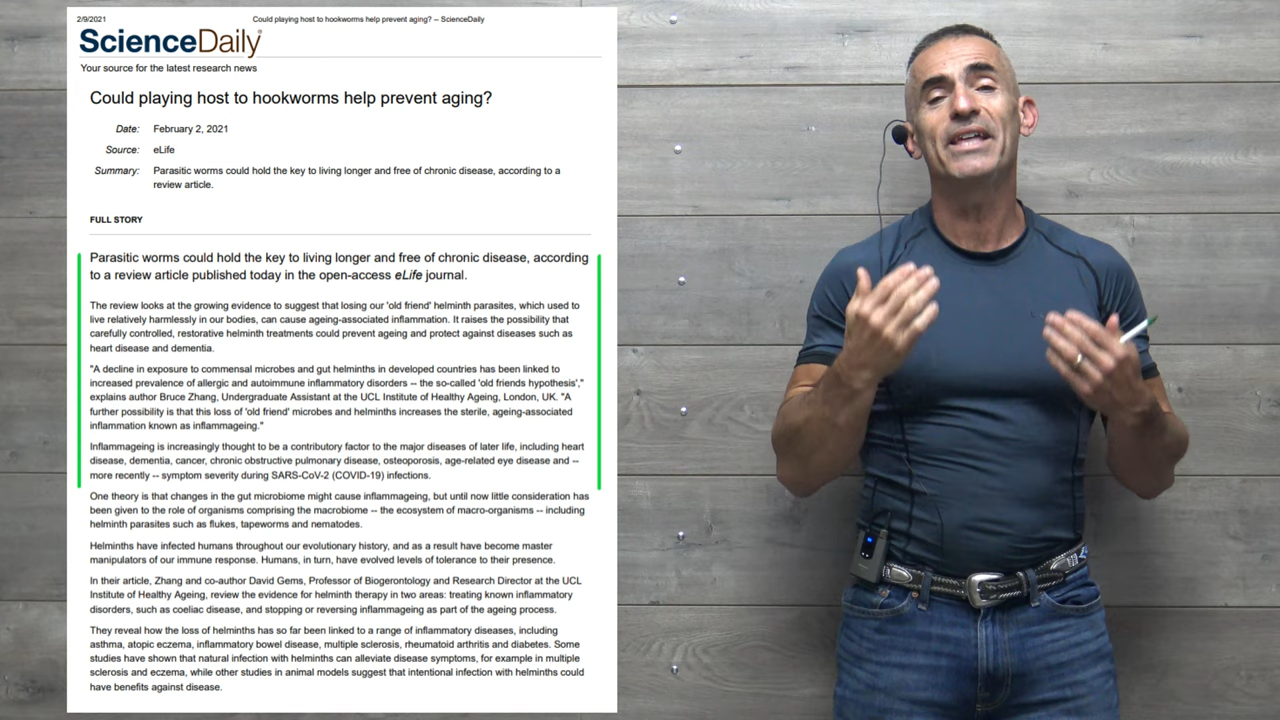 2/9/2021 Could playing host to hookworms help prevent aging? -- ScienceDaily
ScienceDaily®
Your source for the latest research news
Could playing host to hookworms help prevent aging?
Date: February 2, 2021
Source: eLife
Summary: Parasitic worms could hold the key to living longer and free of chronic disease, according to a
review article.
FULL STORY
Parasitic worms could hold the key to living longer and free of chronic disease, according
to a review article published today in the open-access eLife journal.
The review looks at the growing evidence to suggest that losing our 'old friend' helminth parasites, which used to
live relatively harmlessly in our bodies, can cause ageing-associated inflammation. It raises the possibility that
carefully controlled, restorative helminth treatments could prevent ageing and protect against diseases such as
heart disease and dementia.
"A decline in exposure to commensal microbes and gut helminths in developed countries has been linked to
increased prevalence of allergic and autoimmune inflammatory disorders -- the so-called 'old friends hypothesis',"
explains author Bruce Zhang, Undergraduate Assistant at the UCL Institute of Healthy Ageing, London, UK. "A
further possibility is that this loss of 'old friend' microbes and helminths increases the sterile, ageing-associated
inflammation known as inflammageing."
Inflammageing is increasingly thought to be a contributory factor to the major diseases of later life, including heart
disease, dementia, cancer, chronic obstructive pulmonary disease, osteoporosis, age-related eye disease and --
more recently -- symptom severity during SARS-CoV-2 (COVID-19) infections.
One theory is that changes in the gut microbiome might cause inflammageing, but until now little consideration has
been given to the role of organisms comprising the macrobiome -- the ecosystem of macro-organisms -- including
helminth parasites such as flukes, tapeworms and nematodes.
Helminths have infected humans throughout our evolutionary history, and as a result have become master
manipulators of our immune response. Humans, in turn, have evolved levels of tolerance to their presence.
In their article, Zhang and co-author David Gems, Professor of Biogerontology and Research Director at the UCL
Institute of Healthy Ageing, review the evidence for helminth therapy in two areas: treating known inflammatory
disorders, such as coeliac disease, and stopping or reversing inflammageing as part of the ageing process.
They reveal how the loss of helminths has so far been linked to a range of inflammatory diseases, including
asthma, atopic eczema, inflammatory bowel disease, multiple sclerosis, rheumatoid arthritis and diabetes. Some
studies have shown that natural infection with helminths can alleviate disease symptoms, for example in multiple
sclerosis and eczema, while other studies in animal models suggest that intentional infection with helminths could
have benefits against disease.